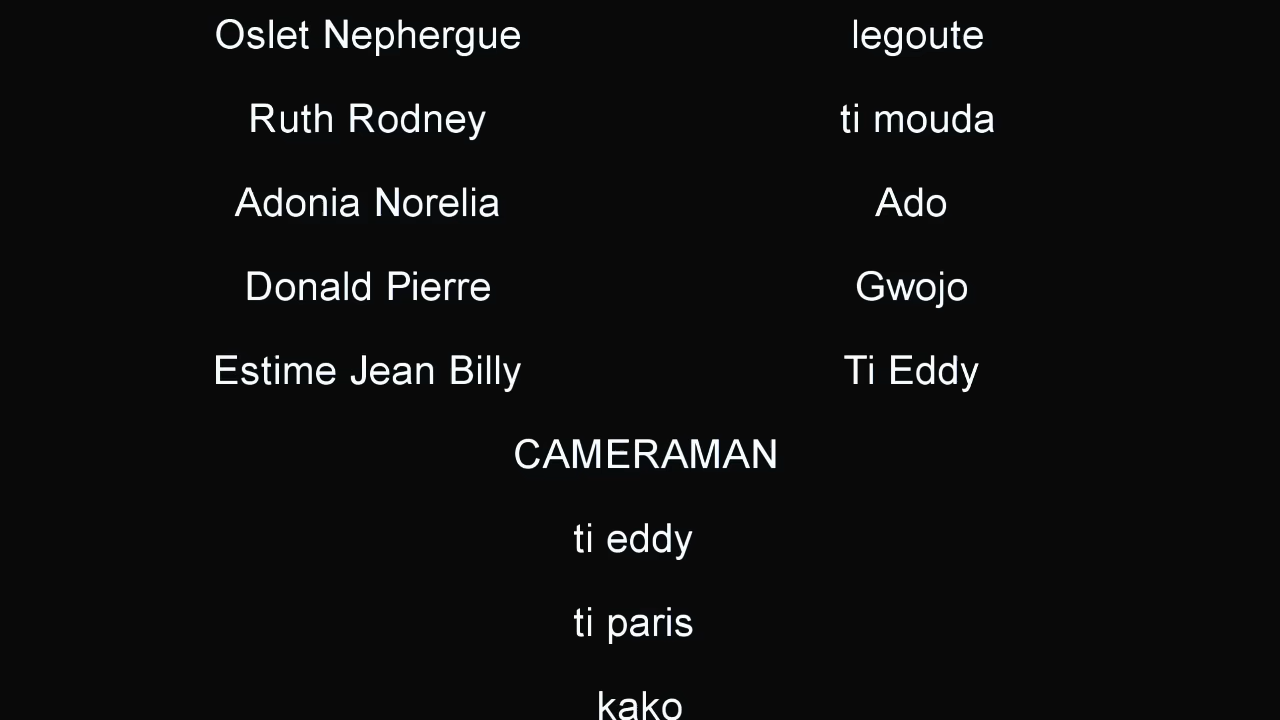 Oslet Nephergue legoute
Ruth Rodney ti mouda
Adonia Norelia Ado
Donald Pierre Gwojo
Estime Jean Billy Ti Eddy
CAMERAMAN
ti eddy
ti paris
kako